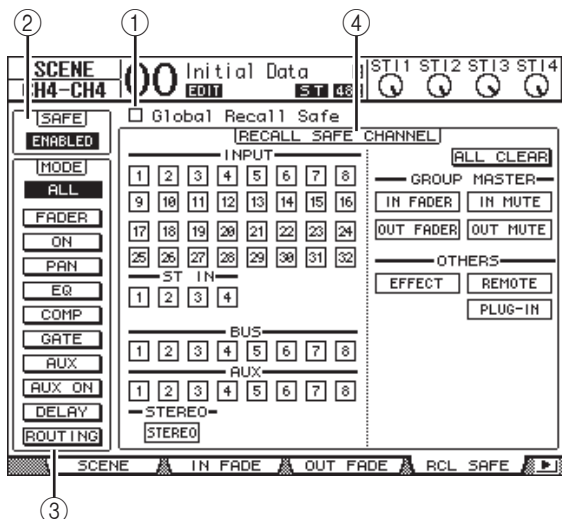 ② ① ④
SCENE
CH4-CH4
00 Initial Data
EDIT ST 48
STI1 STI2 STI3 STI4
SAFE
ENABLED
Global Recall Safe
RECALL SAFE CHANNEL
ALL CLEAR
MODE
ALL
FADER
ON
PAN
EQ
COMP
GATE
AUX
AUX ON
DELAY
ROUTING
INPUT
1 2 3 4 5 6 7 8
9 10 11 12 13 14 15 16
17 18 19 20 21 22 23 24
25 26 27 28 29 30 31 32
ST IN
1 2 3 4
BUS
1 2 3 4 5 6 7 8
AUX
1 2 3 4 5 6 7 8
STEREO
STEREO
GROUP MASTER
IN FADER IN MUTE
OUT FADER OUT MUTE
OTHERS
EFFECT REMOTE
PLUG-IN
SCENE IN FADE OUT FADE RCL SAFE
③